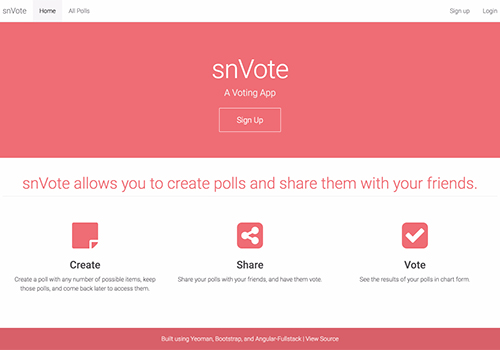 snVote Home All Polls Sign up Login
snVote
A Voting App
Sign Up
snVote allows you to create polls and share them with your friends.
Create
Create a poll with any number of possible items, keep
those polls, and come back later to access them.
Share
Share your polls with your friends, and have them vote.
Vote
See the results of your polls in chart form.
Built using Yeoman, Bootstrap, and Angular-Fullstack | View Source